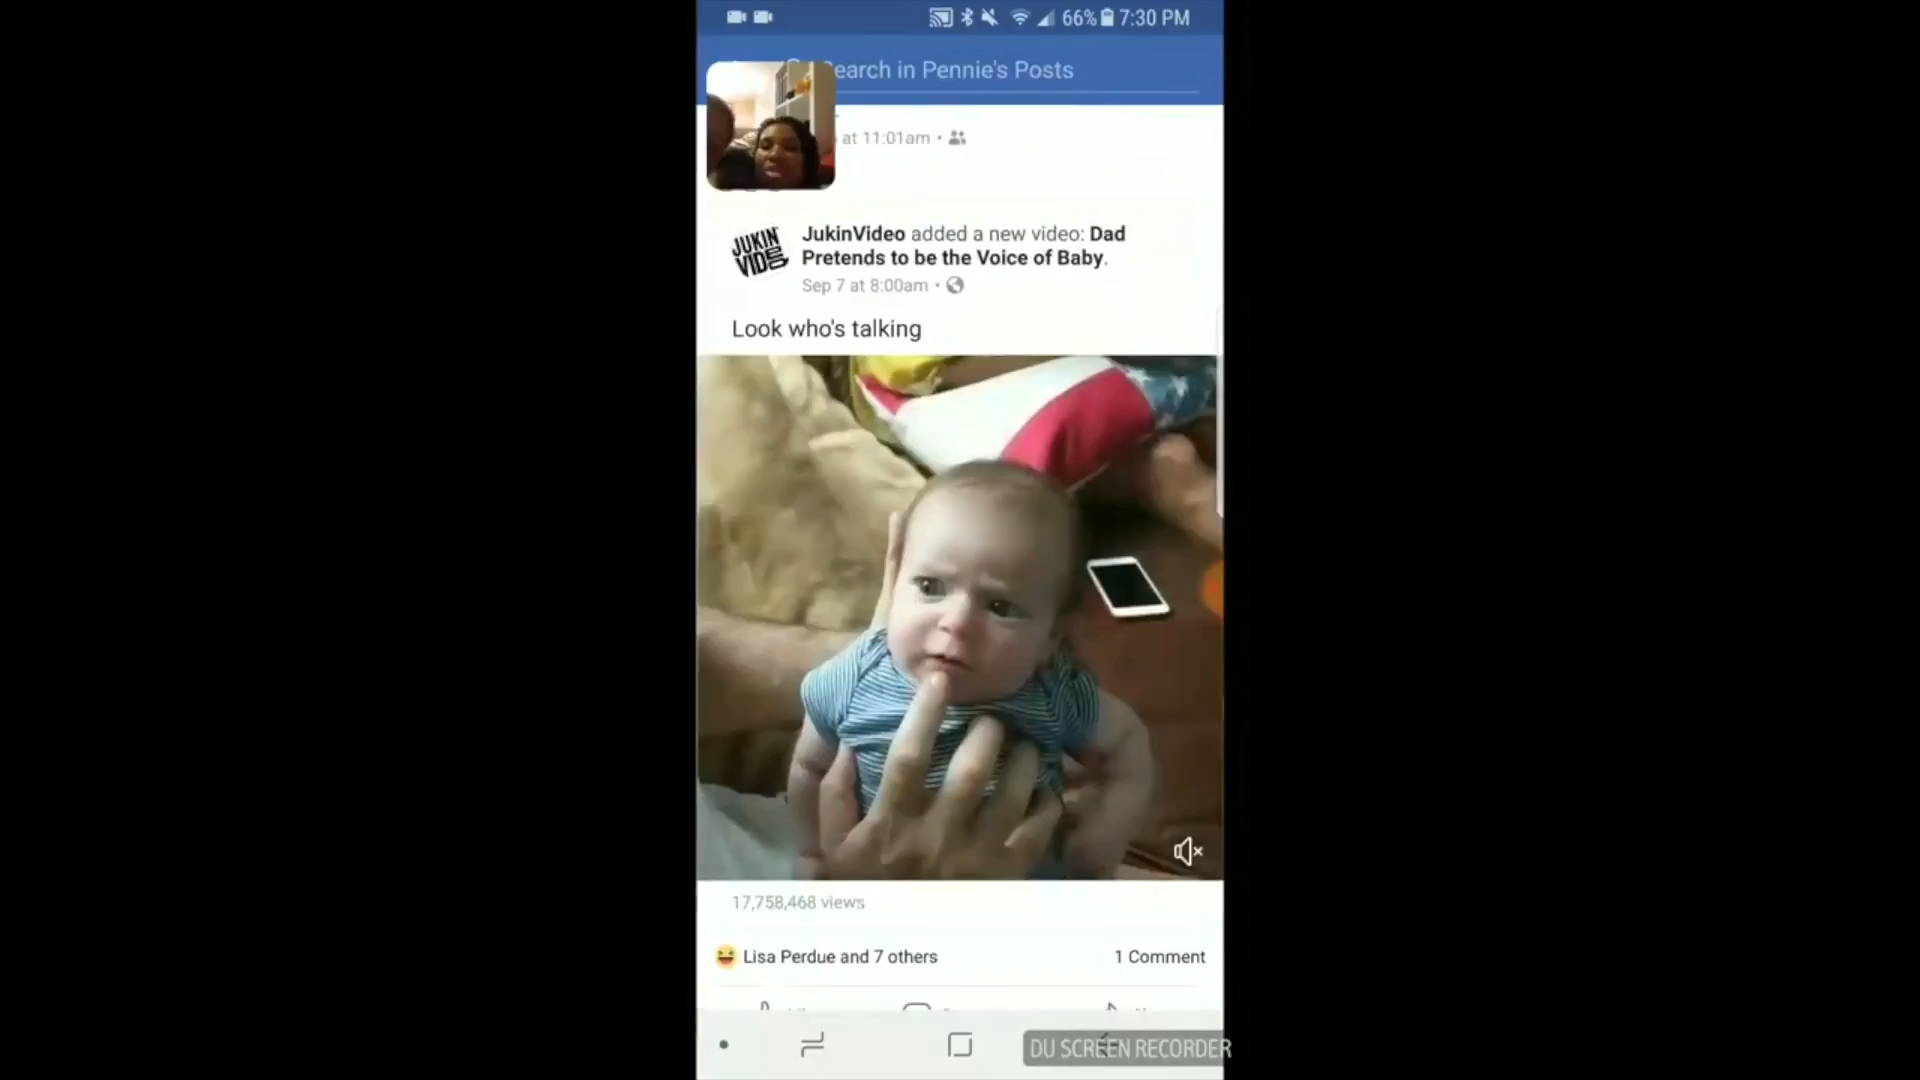 66% 7:30 PM
Search in Pennie's Posts
at 11:01am •
JUKIN
VIDEO
JukinVideo added a new video: Dad
Pretends to be the Voice of Baby.
Sep 7 at 8:00am •
Look who's talking
17,758,468 views
Lisa Perdue and 7 others 1 Comment
DU SCREEN RECORDER